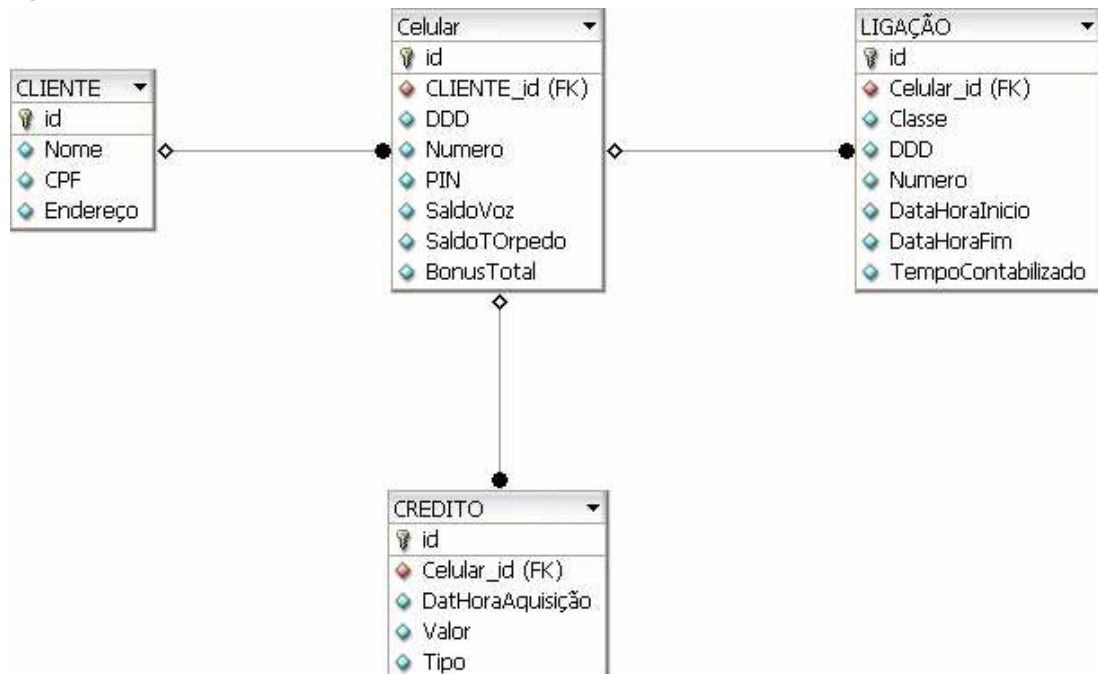 CLIENTE
id
Nome
CPF
Endereço
Celular
id
CLIENTE_id (FK)
DDD
Numero
PIN
SaldoVoz
SaldoTOrpedo
BonusTotal
LIGAÇÃO
id
Celular_id (FK)
Classe
DDD
Numero
DataHoraInicio
DataHoraFim
TempoContabilizado
CREDITO
id
Celular_id (FK)
DatHoraAquisição
Valor
Tipo